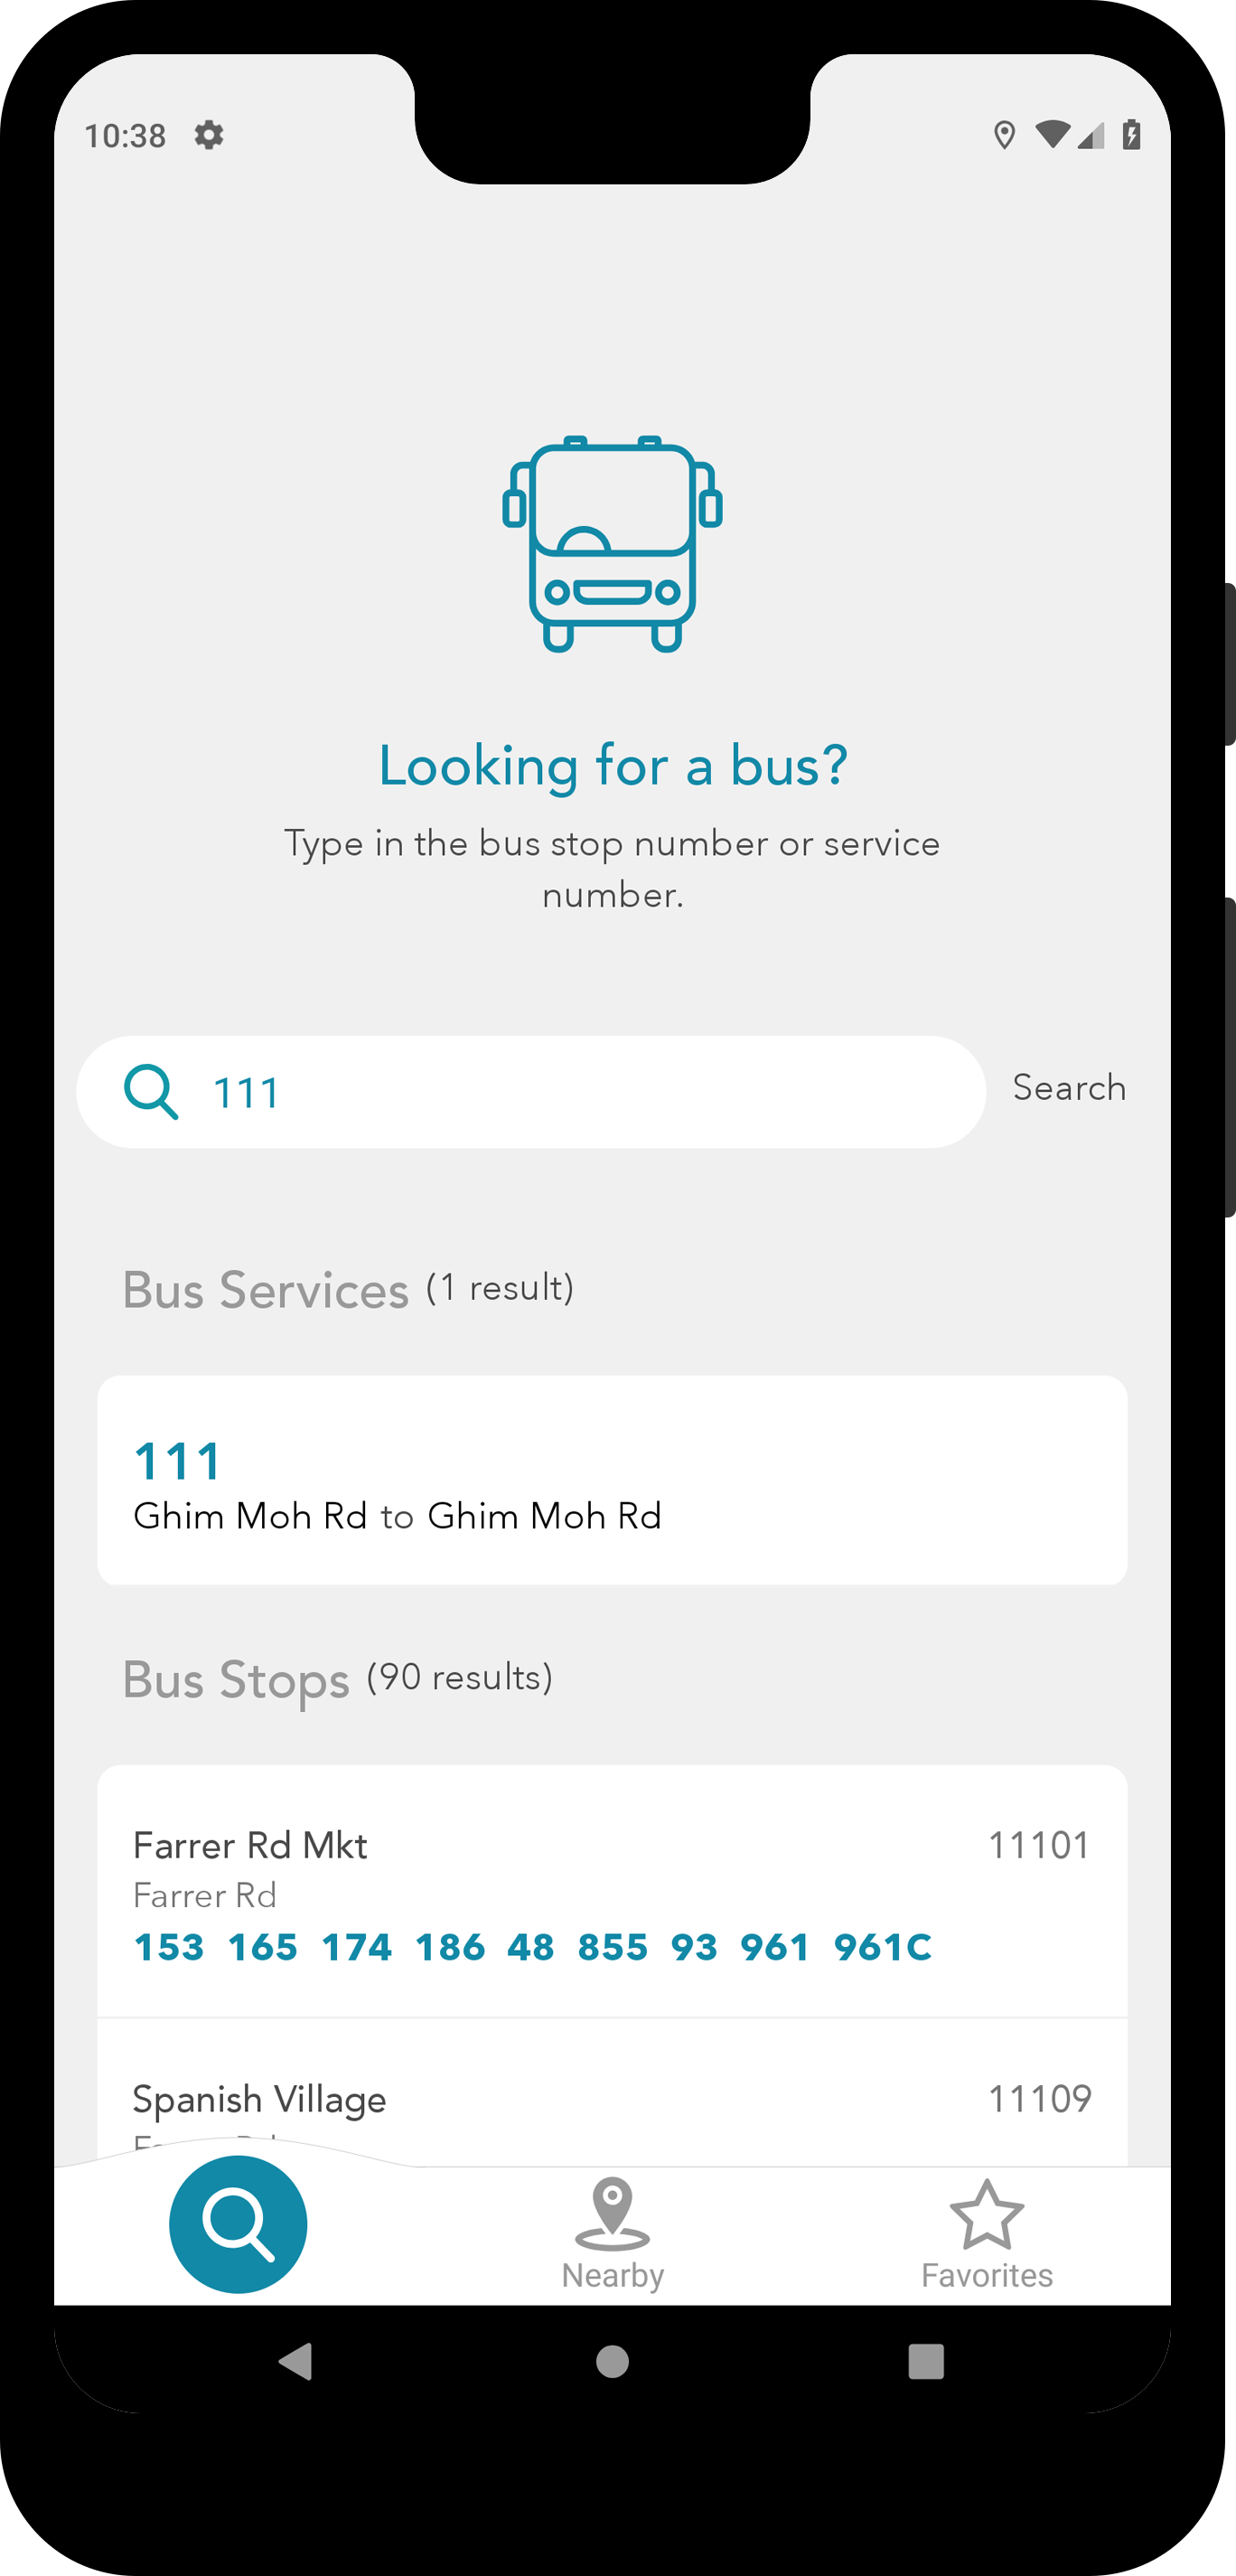 10:38
Looking for a bus?
Type in the bus stop number or service
number.
111
Search
Bus Services (1 result)
111
Ghim Moh Rd to Ghim Moh Rd
Bus Stops (90 results)
Farrer Rd Mkt 11101
Farrer Rd
153 165 174 186 48 855 93 961 961C
Spanish Village 11109
Nearby Favorites